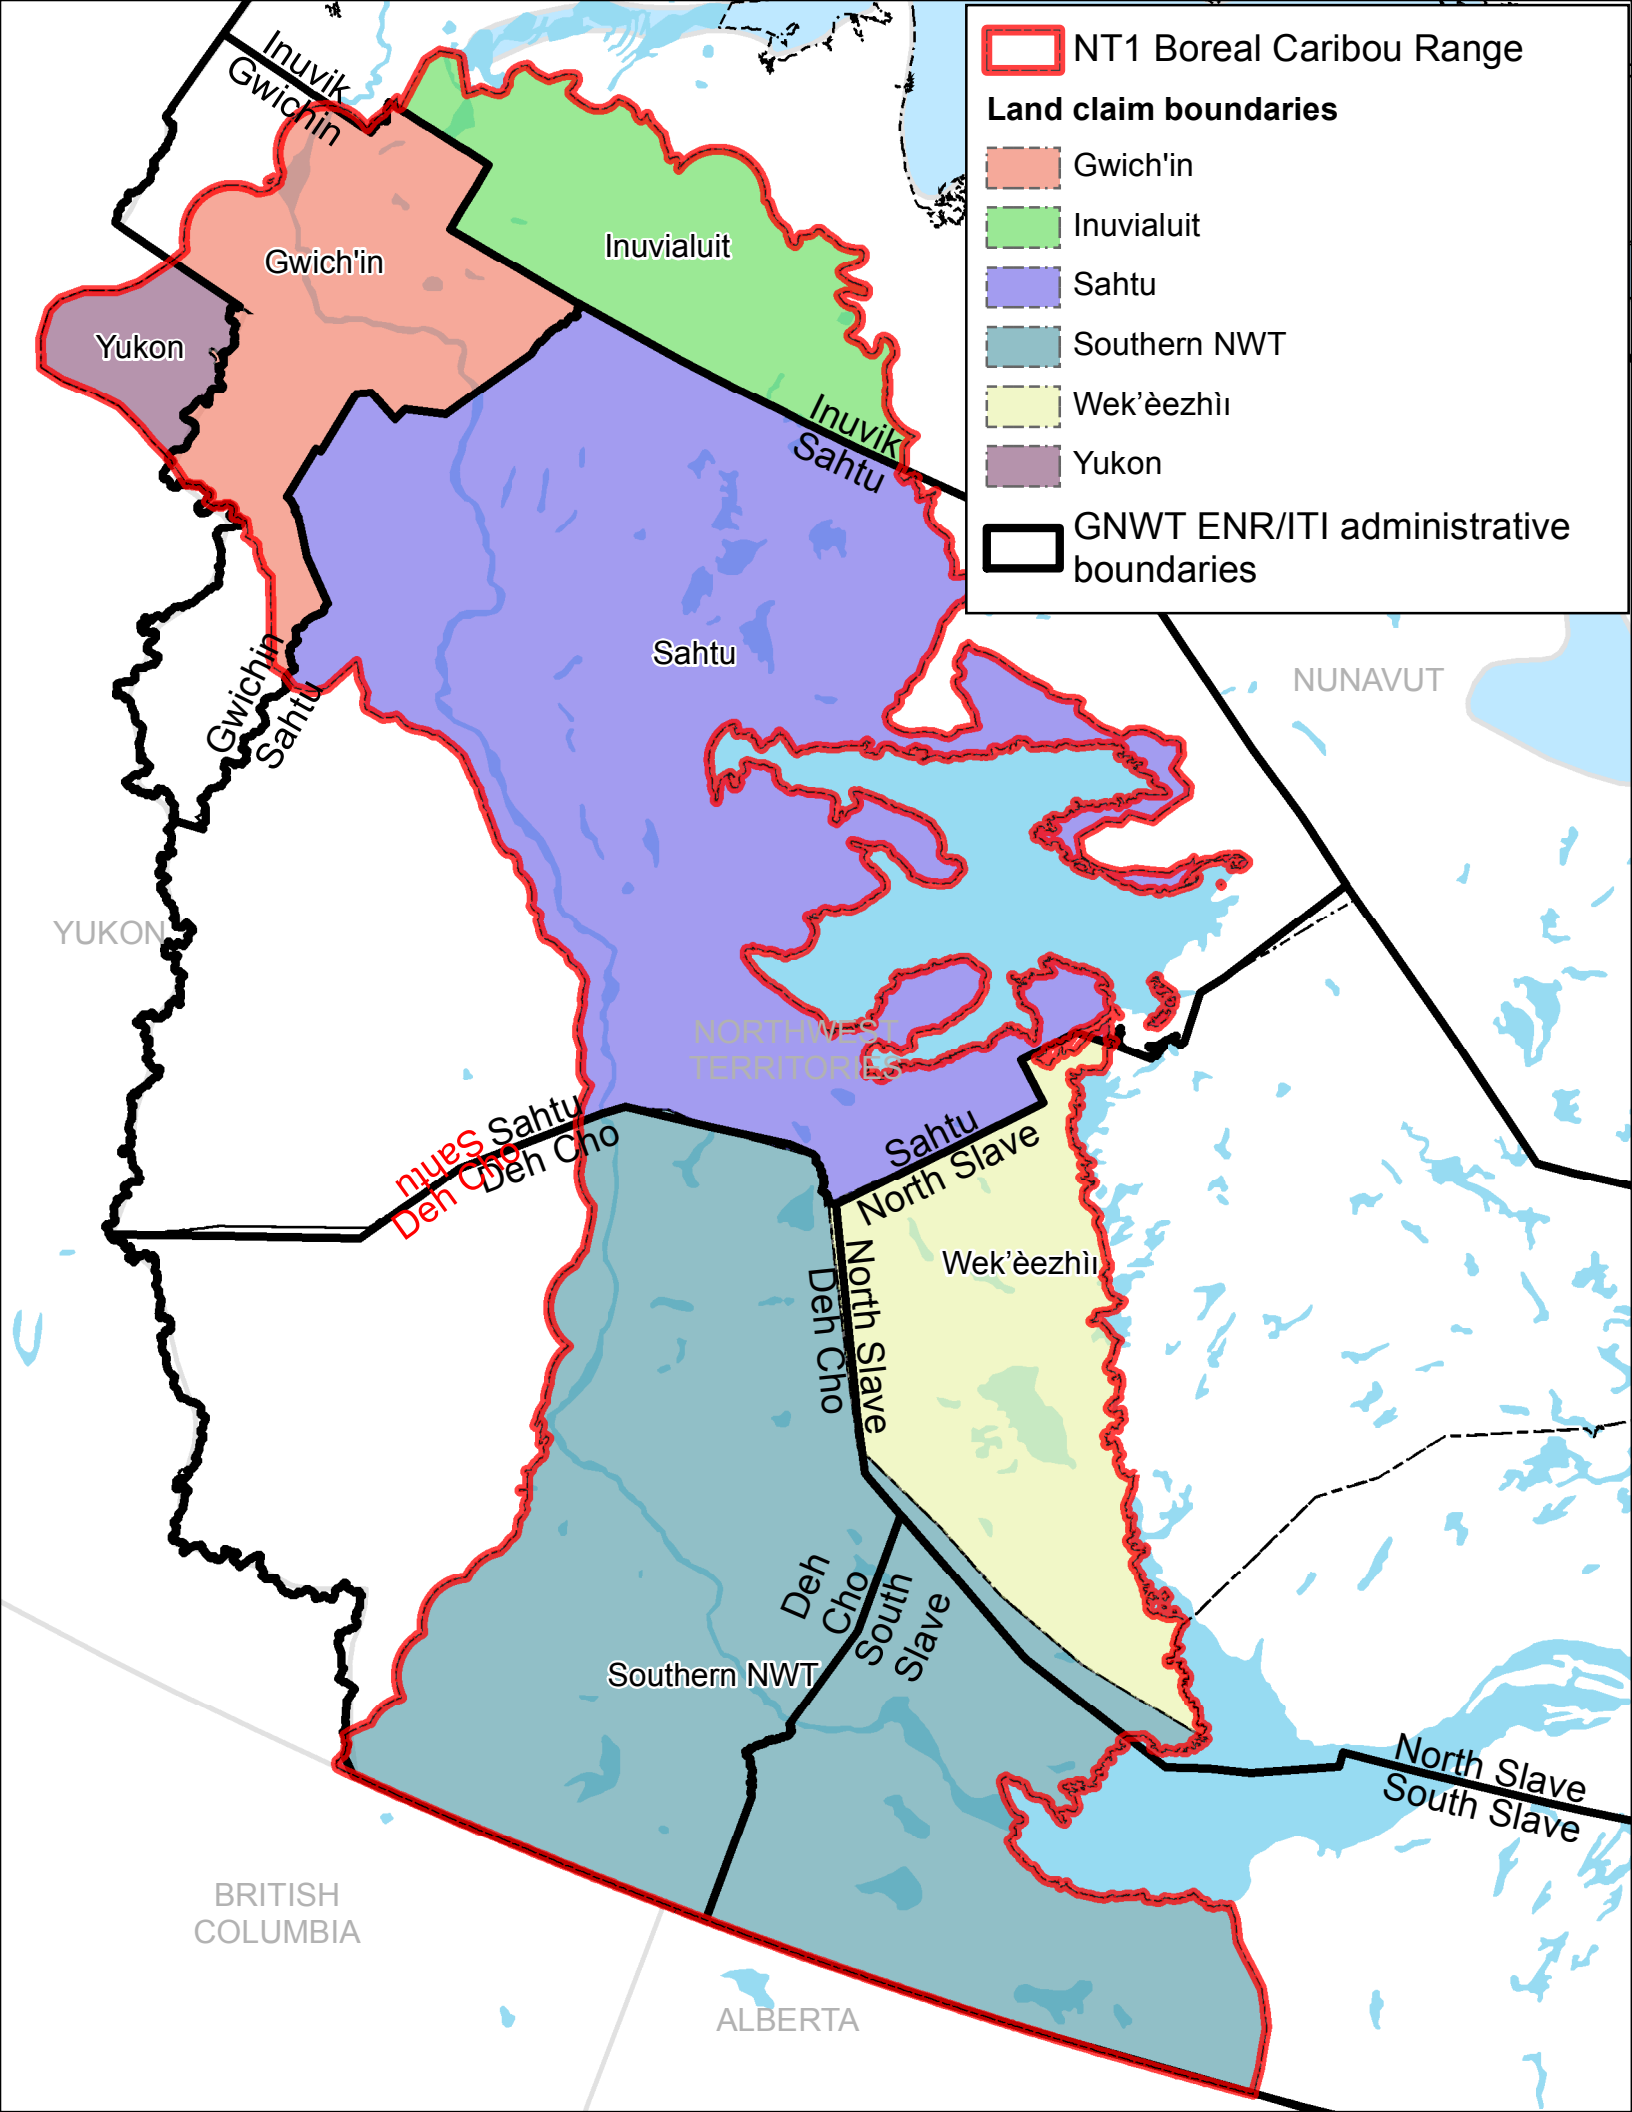 NT1 Boreal Caribou Range
Land claim boundaries
Gwich'in
Inuvialuit
Sahtu
Southern NWT
Wek’èezhìı
Yukon
GNWT ENR/ITI administrative
boundaries
Inuvik
Gwichin
Gwich'in
Inuvialuit
Yukon
Inuvik
Sahtu
Sahtu
Gwichin
Sahtu
NUNAVUT
YUKON
NORTHWEST
TERRITORIES
Sahtu
Deh Cho
Sahtu
Deh Cho
Sahtu
North Slave
Wek’èezhìı
North Slave
Deh Cho
Deh
Cho
South
Slave
Southern NWT
North Slave
South Slave
BRITISH
COLUMBIA
ALBERTA